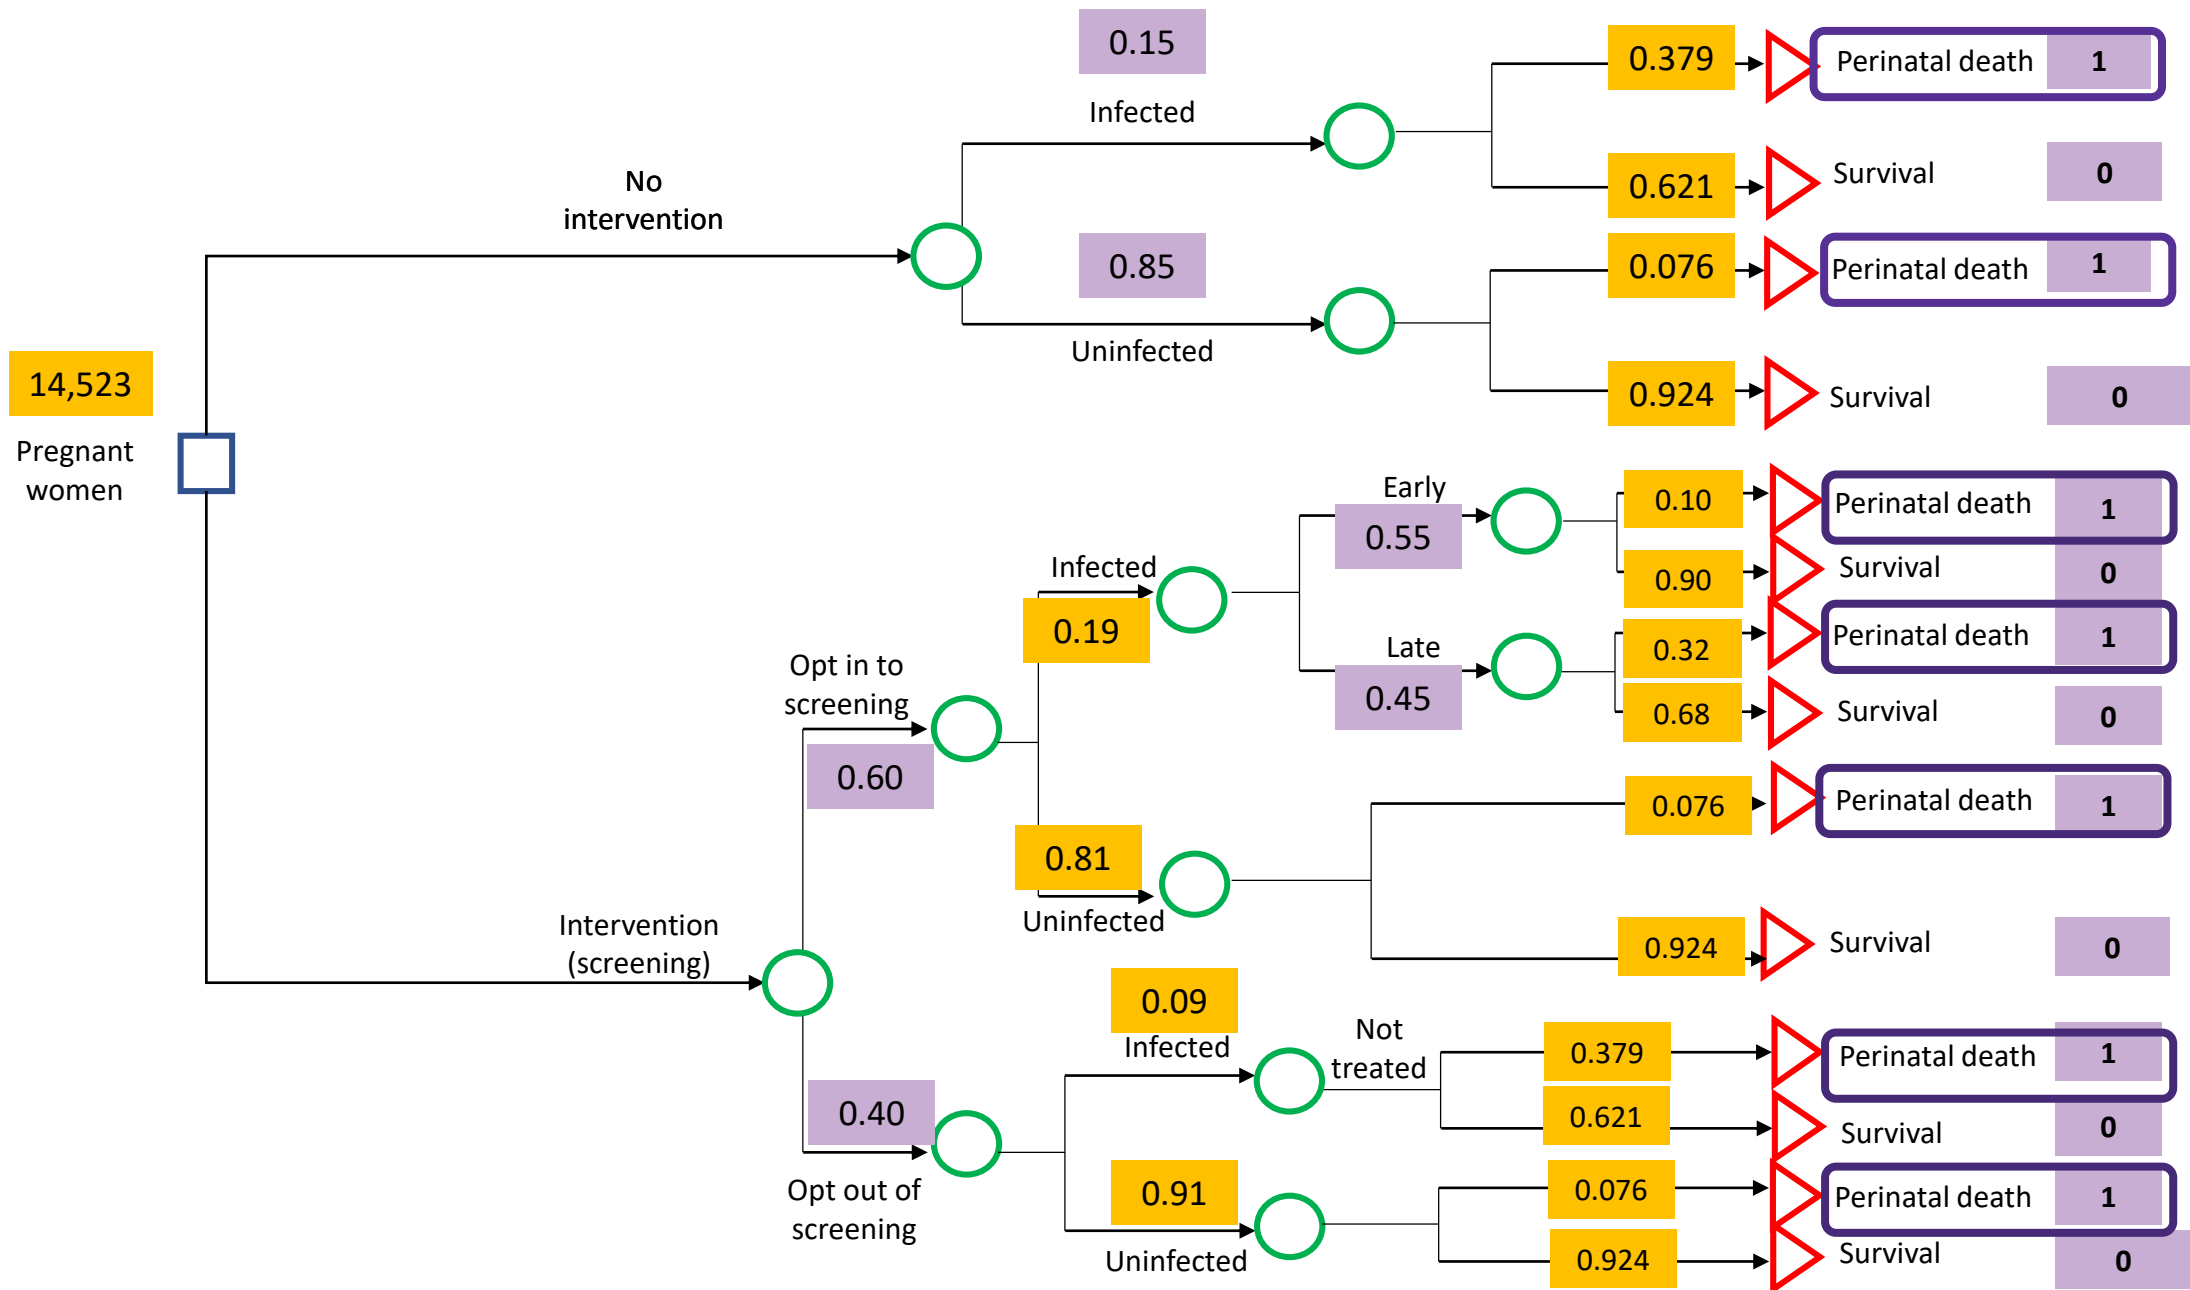 0.15
Infected
0.379
Perinatal death 1
0.621
Survival 0
No
intervention
0.85
Uninfected
0.076
Perinatal death 1
0.924
Survival 0
14,523
Pregnant
women
Early
0.55
0.10
Perinatal death 1
0.90
Survival 0
Infected
0.19
Late
0.45
0.32
Perinatal death 1
0.68
Survival 0
Opt in to
screening
0.60
0.81
Uninfected
0.076
Perinatal death 1
0.924
Survival 0
Intervention
(screening)
0.09
Infected
Not
treated
0.379
Perinatal death 1
0.621
Survival 0
0.40
Opt out of
screening
0.91
Uninfected
0.076
Perinatal death 1
0.924
Survival 0